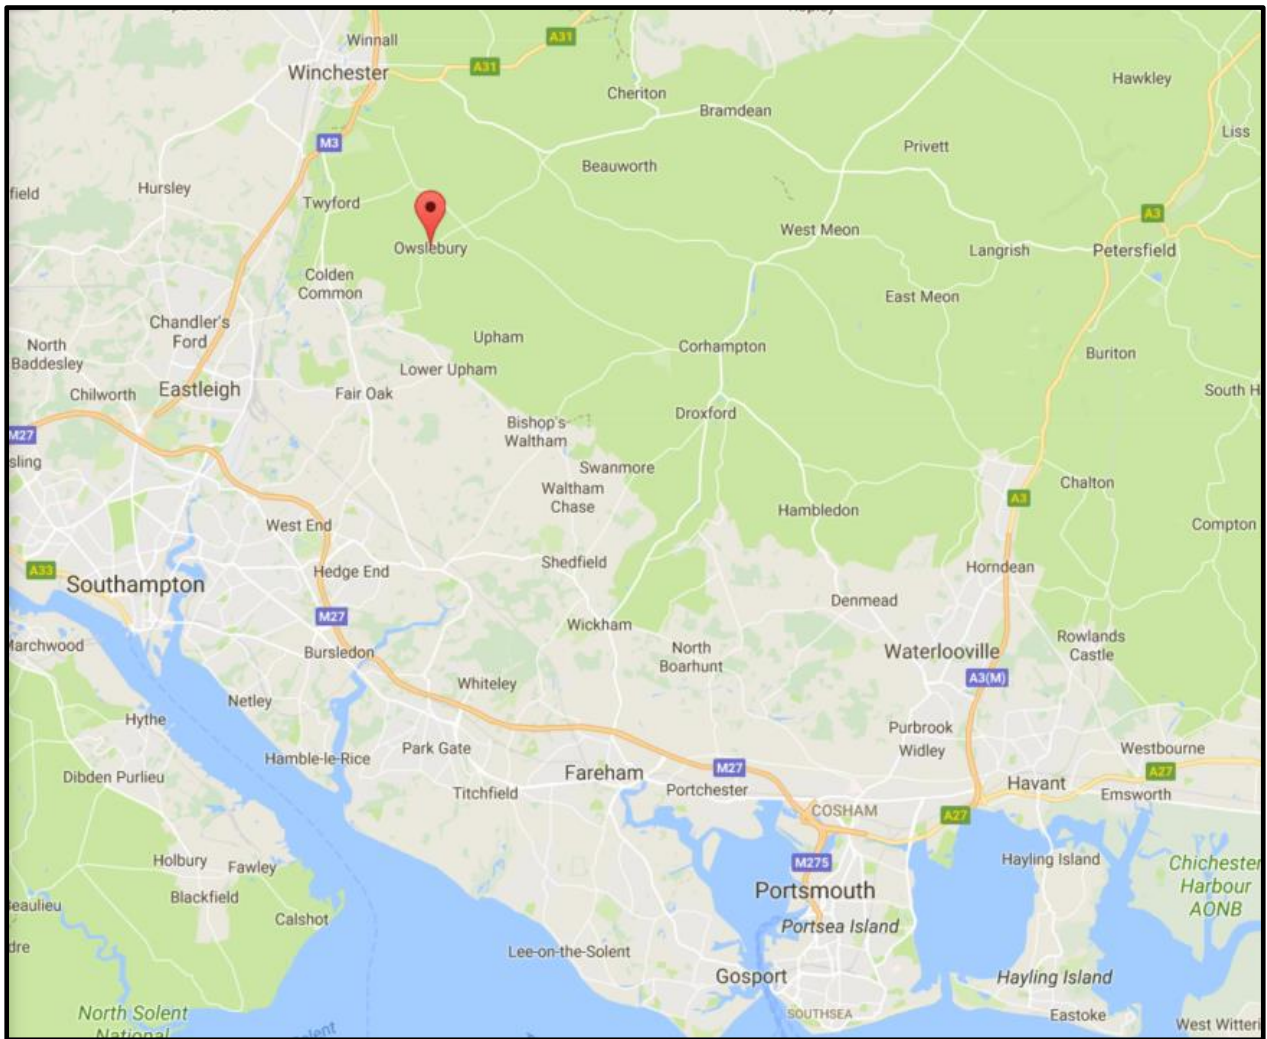 Winnall
A31
Winchester
A31
Hawkley
Cheriton
Bramdean
Liss
M3
Privett
Beauworth
field
Hursley
Twyford
A3
West Meon
Owslebury
Langrish
Petersfield
Colden
Common
East Meon
Chandler's
Ford
Upham
North
Baddesley
Corhampton
Buriton
Lower Upham
Eastleigh
Chilworth
Fair Oak
South H
Droxford
Bishop's
Waltham
M27
sling
Swanmore
Waltham
Chase
Chalton
A3
Hambledon
West End
Compton
Shedfield
Horndean
A33
Southampton
Hedge End
Denmead
M27
Wickham
Marchwood
Bursledon
North
Boarhunt
Waterlooville
Rowlands
Castle
A3(M)
Whiteley
Netley
Hythe
Purbrook
Widley
Park Gate
Westbourne
Hamble-le-Rice
Fareham
M27
A27
Dibden Purlieu
Titchfield
Portchester
Havant
Emsworth
COSHAM
A27
Holbury
Fawley
M275
Hayling Island
Chichester
Harbour
AONB
Blackfield
Portsmouth
Beaulieu
Calshot
Portsea Island
dre
Lee-on-the-Solent
Gosport
Hayling Island
North Solent
National
SOUTHSEA
Eastoke
West Witteri
olent